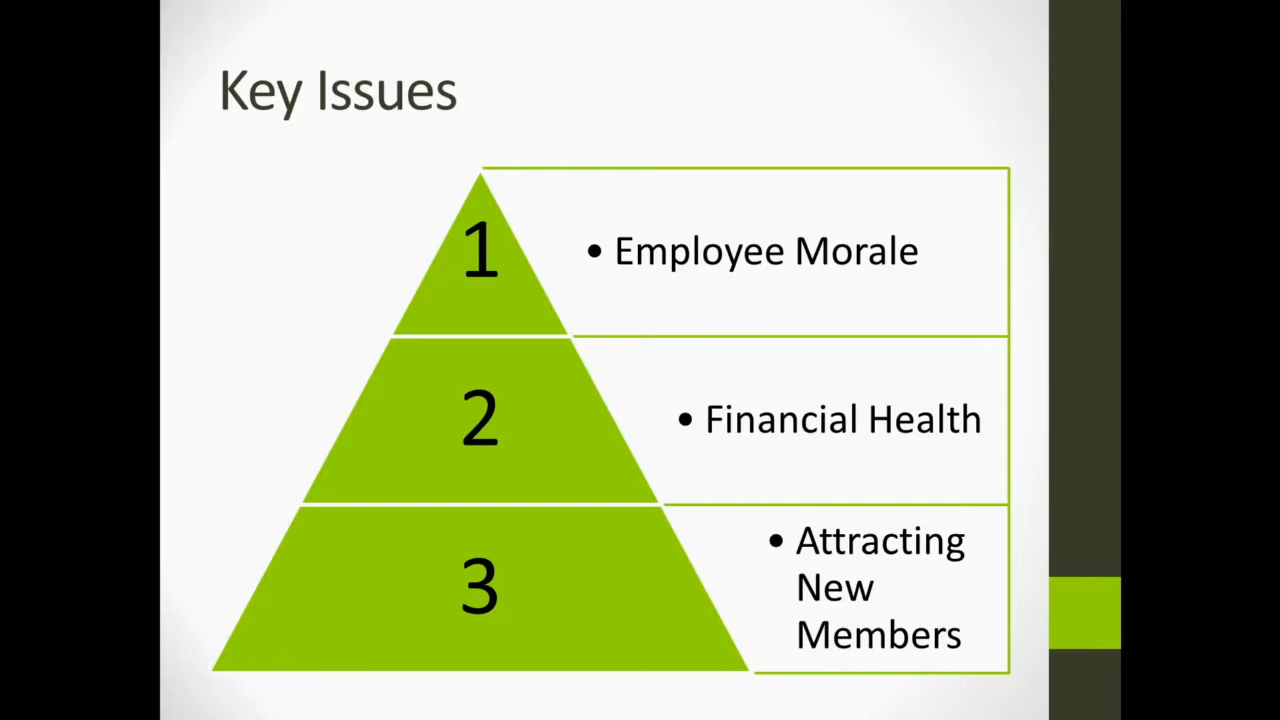 Key Issues
1
• Employee Morale
2
• Financial Health
3
• Attracting
New
Members